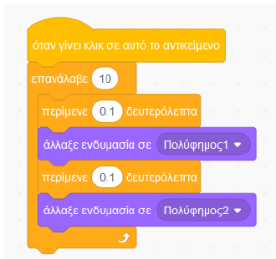 όταν γίνει κλικ σε αυτό το αντικείμενο
επανάλαβε 10
περίμενε 0.1 δευτερόλεπτα
άλλαξε ενδυμασία σε Πολύφημος1
περίμενε 0.1 δευτερόλεπτα
άλλαξε ενδυμασία σε Πολύφημος2